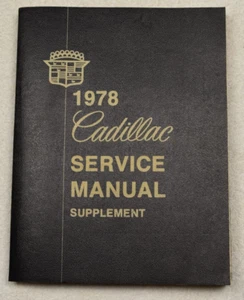 1978
Cadillac
SERVICE
MANUAL
SUPPLEMENT